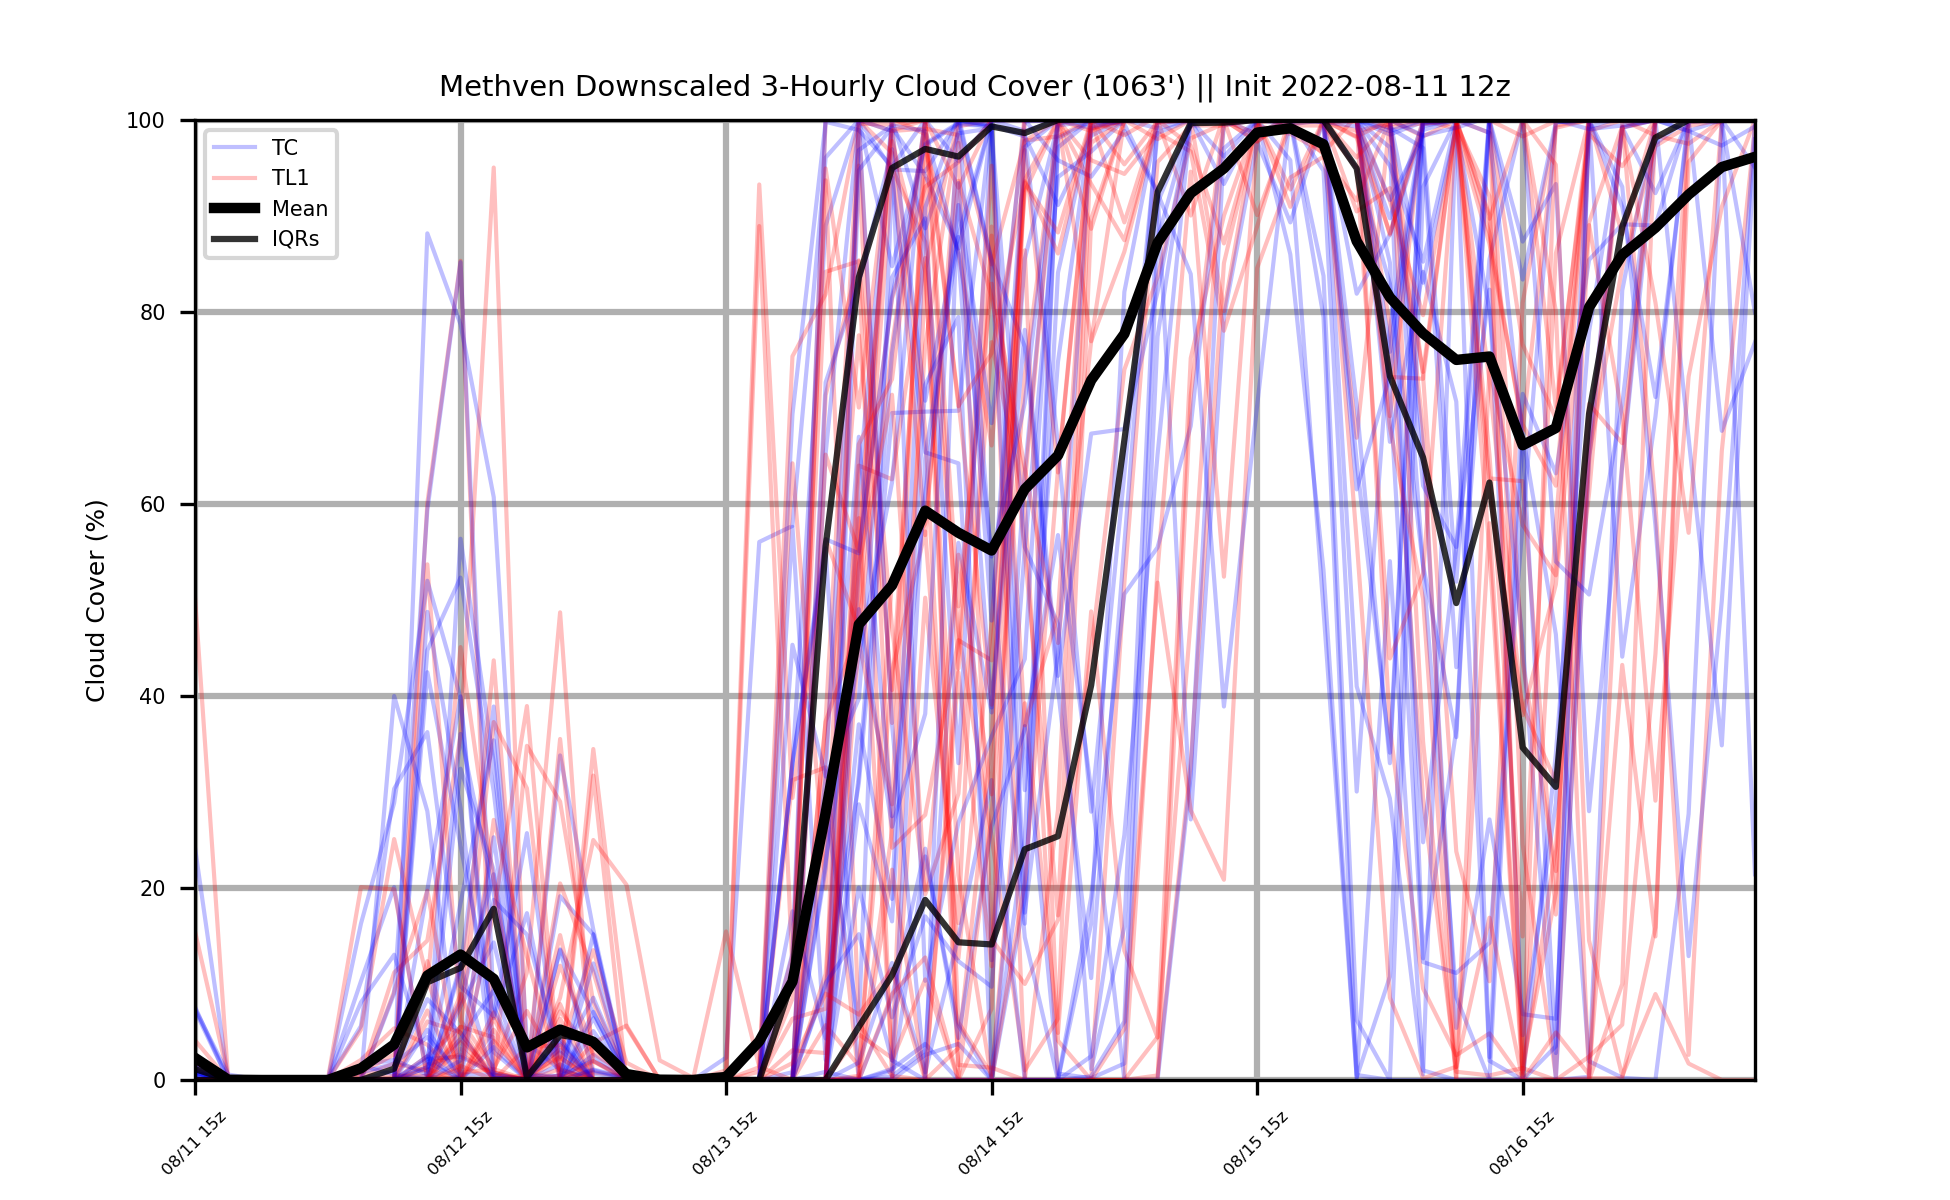 Methven Downscaled 3-Hourly Cloud Cover (1063') || Init 2022-08-11 12z
100
80
60
40
20
0
Cloud Cover (%)
TC
TL1
Mean
IQRs
08/11 15z
08/12 15z
08/13 15z
08/14 15z
08/15 15z
08/16 15z